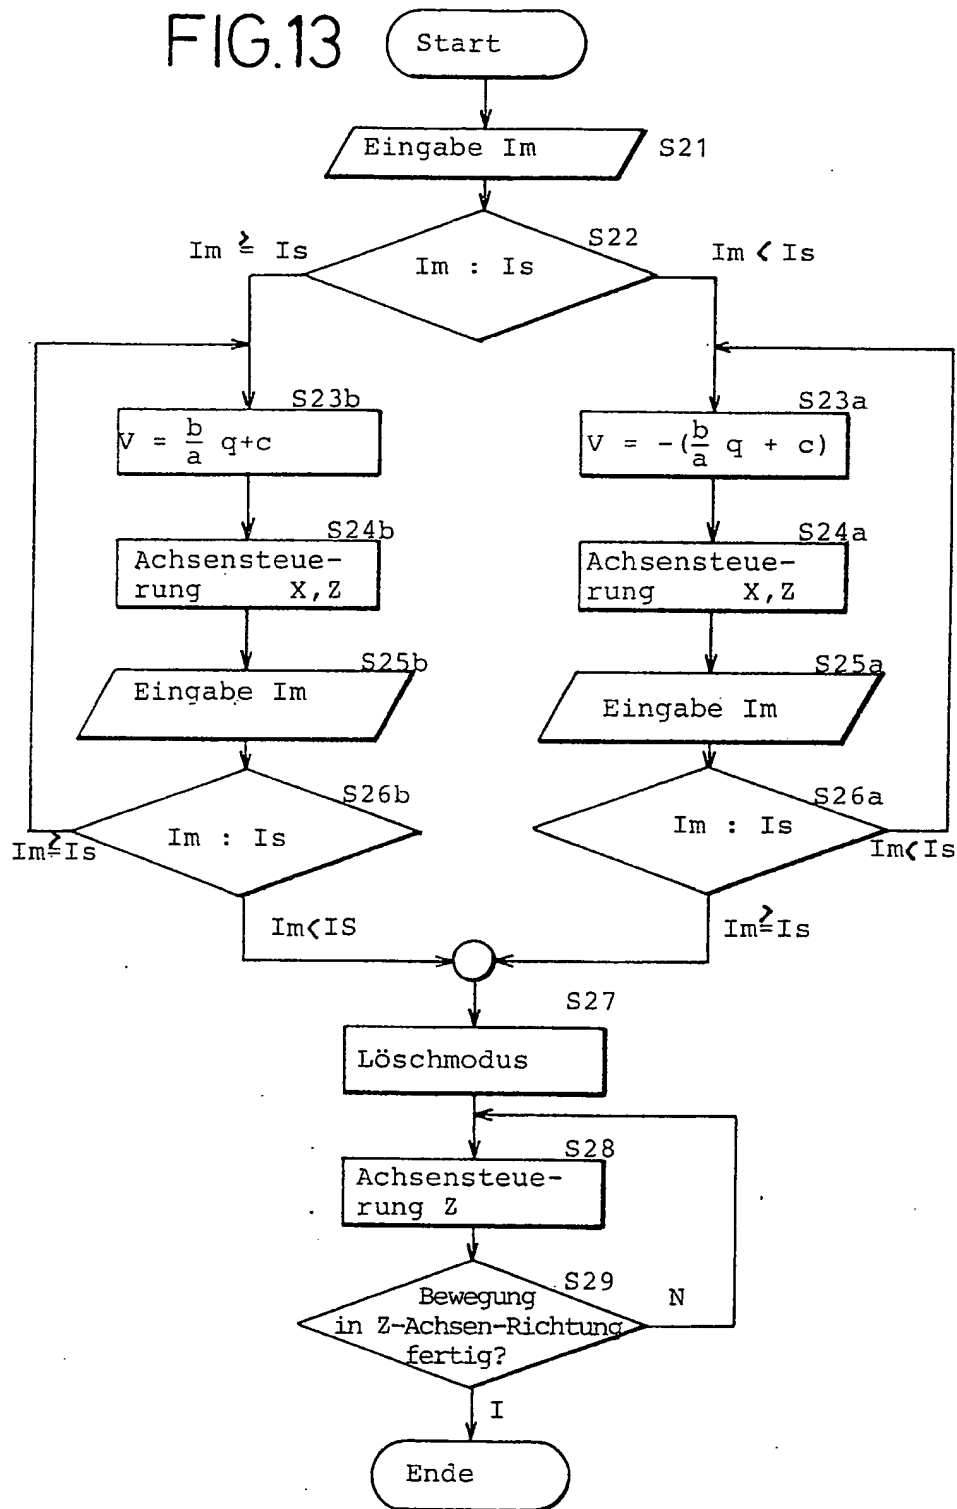 FIG.13
Start
Eingabe Im
S21
S22
Im : Is
Im ≧ Is
Im < Is
S23b
V = b/a q+c
S23a
V = -(b/a q + c)
S24b
Achsensteue-
rung X,Z
S24a
Achsensteue-
rung X,Z
S25b
Eingabe Im
S25a
Eingabe Im
S26b
Im : Is
S26a
Im : Is
Im≧Is
Im<Is
Im<IS
Im≧Is
S27
Löschmodus
S28
Achsensteue-
rung Z
S29
Bewegung
in Z-Achsen-Richtung
fertig?
N
I
Ende